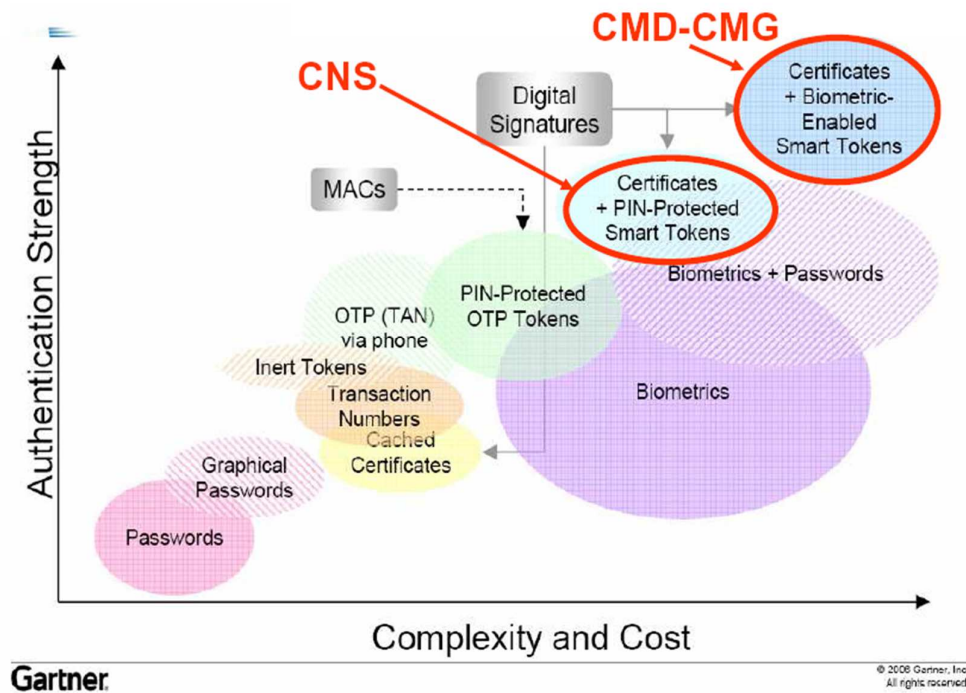 CMD-CMG
CNS
Certificates
+ Biometric-
Enabled
Smart Tokens
Digital
Signatures
MACs
Certificates
+ PIN-Protected
Smart Tokens
Biometrics + Passwords
PIN-Protected
OTP Tokens
OTP (TAN)
via phone
Inert Tokens
Transaction
Numbers
Biometrics
Cached
Certificates
Graphical
Passwords
Passwords
Authentication Strength
Complexity and Cost
Gartner.
© 2006 Gartner, Inc
All rights reserved